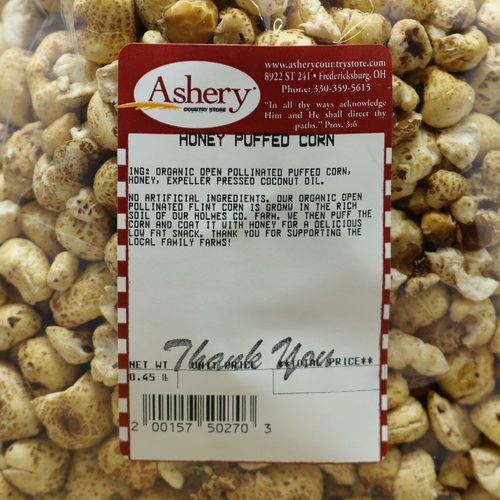 www.asherycountrystore.com
8922 ST 241 • Fredericksburg, OH
Phone: 330-359-5615
Ashery
COUNTRY STORE
"In all thy ways acknowledge
Him and He shall direct thy
paths." Prov. 3:6
HONEY PUFFED CORN
ING: ORGANIC OPEN POLLINATED PUFFED CORN,
HONEY, EXPELLER PRESSED COCONUT OIL.
NO ARTIFICIAL INGREDIENTS. OUR ORGANIC OPEN
POLLINATED FLINT CORN IS GRONW IN THE RICH
SOIL OF OUR HOLMES CO. FARM. WE THEN PUFF THE
CORN AND COAT IT WITH HONEY FOR A DELICIOUS
LOW FAT SNACK. THANK YOU FOR SUPPORTING THE
LOCAL FAMILY FARMS!
Thank You
NET WT UNIT PRICE **TOTAL PRICE**
0.45 lb
2 00157 50270 3